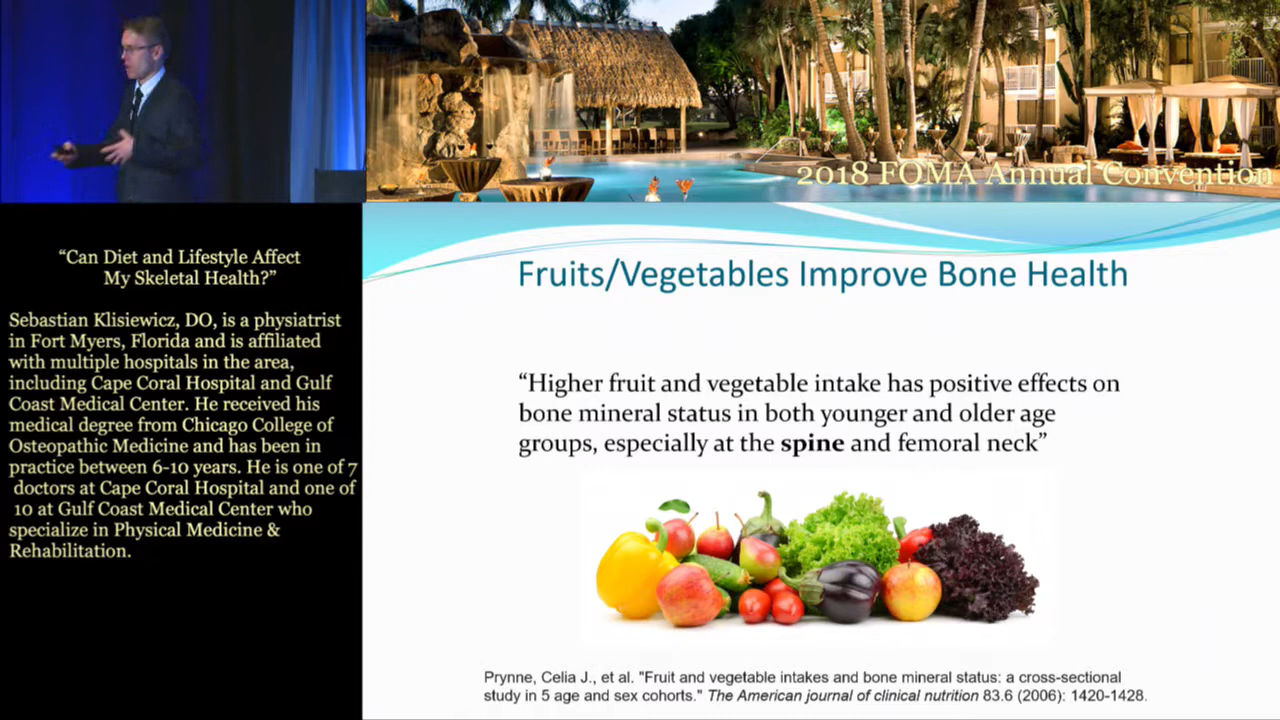 2018 FOMA Annual Convention
“Can Diet and Lifestyle Affect
My Skeletal Health?”
Sebastian Klisiewicz, DO, is a physiatrist
in Fort Myers, Florida and is affiliated
with multiple hospitals in the area,
including Cape Coral Hospital and Gulf
Coast Medical Center. He received his
medical degree from Chicago College of
Osteopathic Medicine and has been in
practice between 6-10 years. He is one of 7
doctors at Cape Coral Hospital and one of
10 at Gulf Coast Medical Center who
specialize in Physical Medicine &
Rehabilitation.
Fruits/Vegetables Improve Bone Health
“Higher fruit and vegetable intake has positive effects on
bone mineral status in both younger and older age
groups, especially at the spine and femoral neck”
Prynne, Celia J., et al. "Fruit and vegetable intakes and bone mineral status: a cross-sectional
study in 5 age and sex cohorts." The American journal of clinical nutrition 83.6 (2006): 1420-1428.